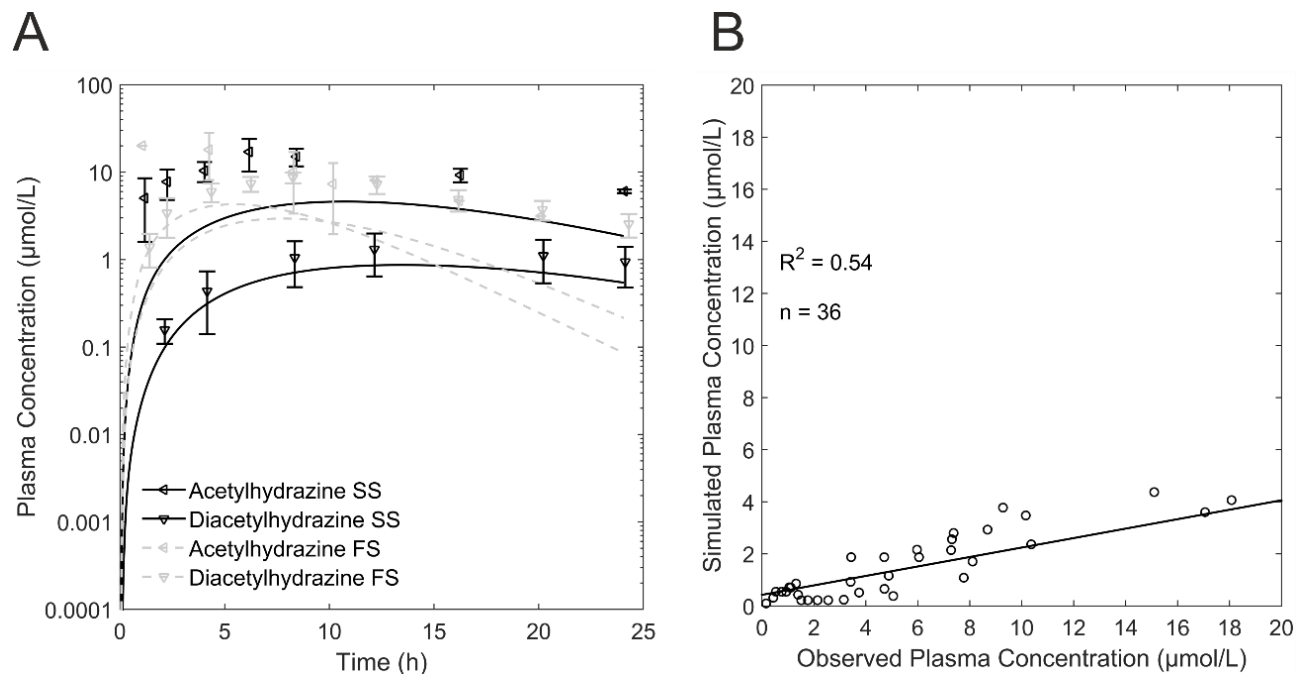 A
B
Plasma Concentration (µmol/L)
100
10
1
0.1
0.01
0.001
0.0001
Acetylhydrazine SS
Diacetylhydrazine SS
Acetylhydrazine FS
Diacetylhydrazine FS
0 5 10 15 20 25
Time (h)
Simulated Plasma Concentration (µmol/L)
20
18
16
14
12
10
8
6
4
2
0
R² = 0.54
n = 36
0 2 4 6 8 10 12 14 16 18 20
Observed Plasma Concentration (µmol/L)